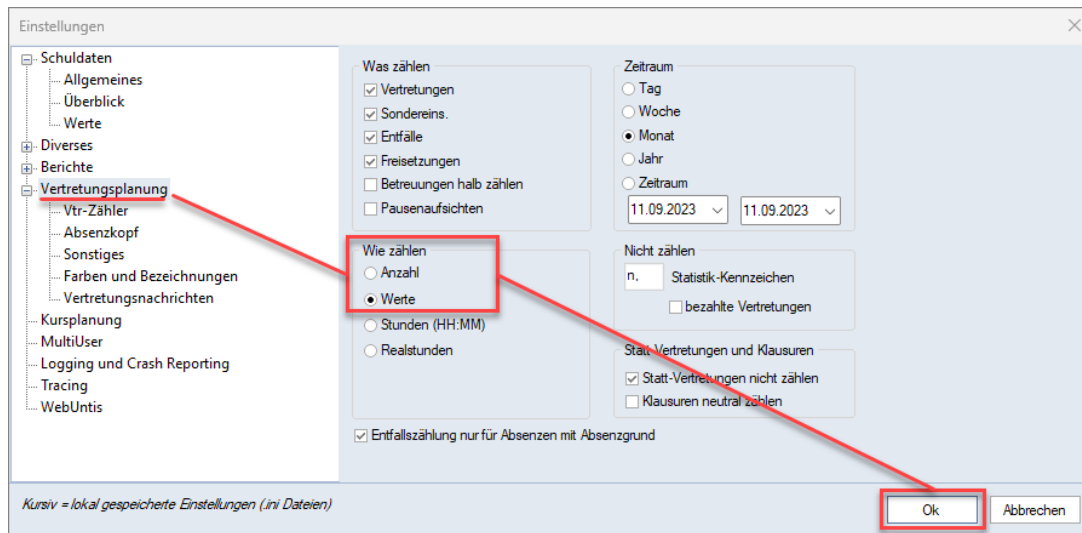 Einstellungen
Schuldaten
Allgemeines
Überblick
Werte
Diverses
Berichte
Vertretungsplanung
Vtr-Zähler
Absenzkopf
Sonstiges
Farben und Bezeichnungen
Vertretungsnachrichten
Kursplanung
MultiUser
Logging und Crash Reporting
Tracing
WebUntis
Was zählen
Vertretungen
Sondereins.
Entfälle
Freisetzungen
Betreuungen halb zählen
Pausenaufsichten
Wie zählen
Anzahl
Werte
Stunden (HH:MM)
Realstunden
Zeitraum
Tag
Woche
Monat
Jahr
Zeitraum
11.09.2023 11.09.2023
Nicht zählen
n, Statistik-Kennzeichen
bezahlte Vertretungen
Statt-Vertretungen und Klausuren
Statt-Vertretungen nicht zählen
Klausuren neutral zählen
Entfallszählung nur für Absenzen mit Absenzgrund
Kursiv = lokal gespeicherte Einstellungen (.ini Dateien)
Ok Abbrechen